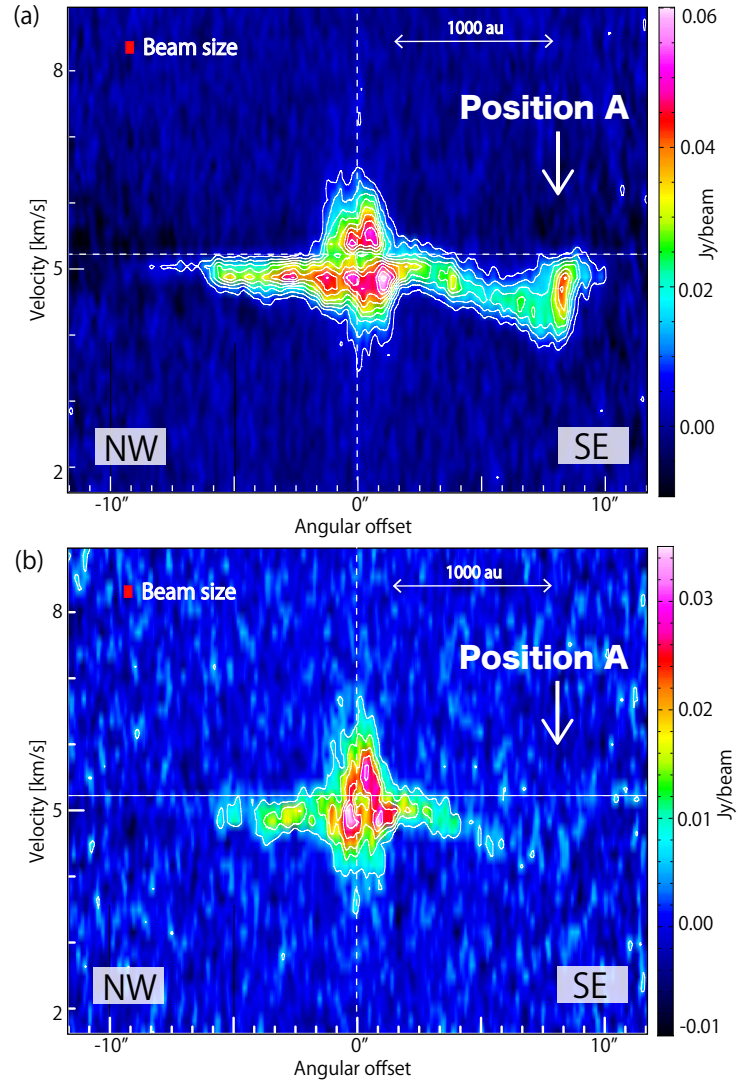 (a)
Beam size
1000 au
Position A
8
5
2
Velocity [km/s]
NW
SE
-10″
0″
10″
Angular offset
0.06
0.04
0.02
0.00
Jy/beam
(b)
Beam size
1000 au
Position A
8
5
2
Velocity [km/s]
NW
SE
-10″
0″
10″
Angular offset
0.03
0.02
0.01
0.00
-0.01
Jy/beam